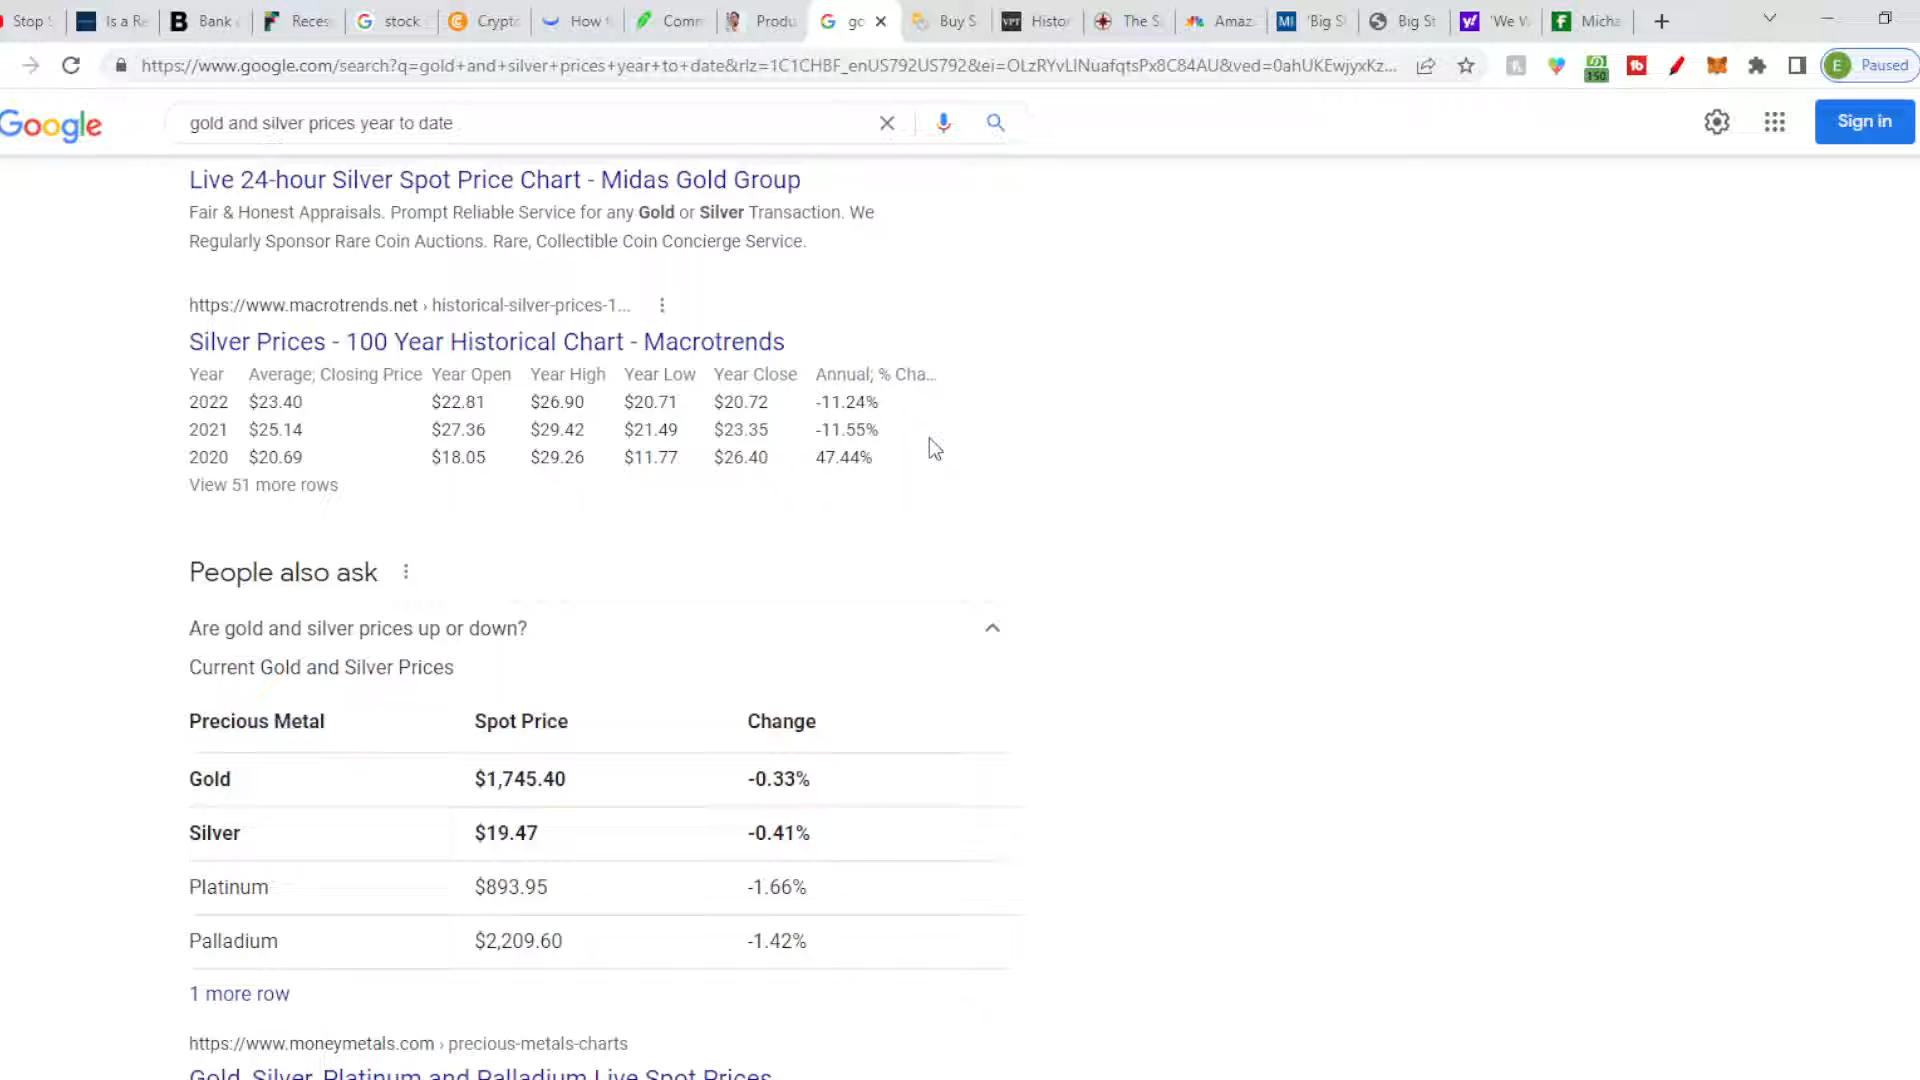 Stop Is a Re Bank Reces stock Crypto How Comm Produ go Buy S VPT Histo The S Amaz MI 'Big S Big St 'We W Micha
https://www.google.com/search?q=gold+and+silver+prices+year+to+date&rlz=1C1CHBF_enUS792US792&ei=OLzRYvLINuafqtsPx8C84AU&ved=0ahUKEwjyxKz... 150 E Paused
Google gold and silver prices year to date Sign in
Live 24-hour Silver Spot Price Chart - Midas Gold Group
Fair & Honest Appraisals. Prompt Reliable Service for any Gold or Silver Transaction. We
Regularly Sponsor Rare Coin Auctions. Rare, Collectible Coin Concierge Service.
https://www.macrotrends.net › historical-silver-prices-1...
Silver Prices - 100 Year Historical Chart - Macrotrends
Year Average; Closing Price Year Open Year High Year Low Year Close Annual; % Cha...
2022 $23.40 $22.81 $26.90 $20.71 $20.72 -11.24%
2021 $25.14 $27.36 $29.42 $21.49 $23.35 -11.55%
2020 $20.69 $18.05 $29.26 $11.77 $26.40 47.44%
View 51 more rows
People also ask
Are gold and silver prices up or down?
Current Gold and Silver Prices
Precious Metal Spot Price Change
Gold $1,745.40 -0.33%
Silver $19.47 -0.41%
Platinum $893.95 -1.66%
Palladium $2,209.60 -1.42%
1 more row
https://www.moneymetals.com › precious-metals-charts
Gold, Silver, Platinum and Palladium Live Spot Prices